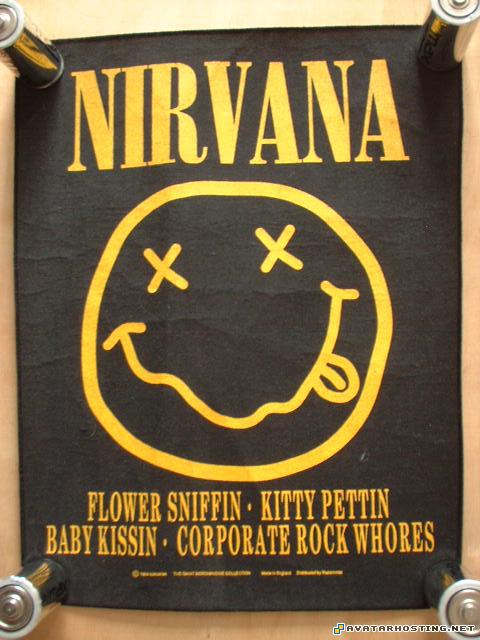 NIRVANA
FLOWER SNIFFIN · KITTY PETTIN
BABY KISSIN · CORPORATE ROCK WHORES
Made in England
AVATARHOSTING.NET